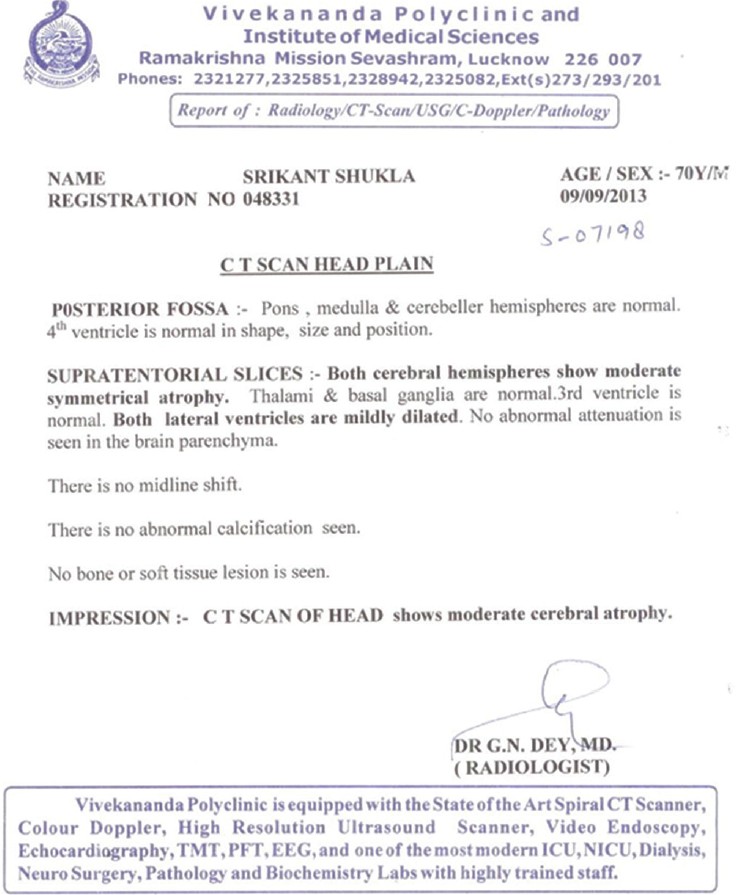 Vivekananda Polyclinic and
Institute of Medical Sciences
Ramakrishna Mission Sevashram, Lucknow 226 007
Phones: 2321277,2325851,2328942,2325082,Ext(s)273/293/201
Report of : Radiology/CT-Scan/USG/C-Doppler/Pathology
NAME SRIKANT SHUKLA AGE / SEX :- 70Y/M
REGISTRATION NO 048331 09/09/2013
S-07198
C T SCAN HEAD PLAIN
P0STERIOR FOSSA :- Pons , medulla & cerebeller hemispheres are normal.
4th ventricle is normal in shape, size and position.
SUPRATENTORIAL SLICES :- Both cerebral hemispheres show moderate
symmetrical atrophy. Thalami & basal ganglia are normal.3rd ventricle is
normal. Both lateral ventricles are mildly dilated. No abnormal attenuation is
seen in the brain parenchyma.
There is no midline shift.
There is no abnormal calcification seen.
No bone or soft tissue lesion is seen.
IMPRESSION :- C T SCAN OF HEAD shows moderate cerebral atrophy.
DR G.N. DEY, MD.
( RADIOLOGIST)
Vivekananda Polyclinic is equipped with the State of the Art Spiral CT Scanner,
Colour Doppler, High Resolution Ultrasound Scanner, Video Endoscopy,
Echocardiography, TMT, PFT, EEG, and one of the most modern ICU, NICU, Dialysis,
Neuro Surgery, Pathology and Biochemistry Labs with highly trained staff.